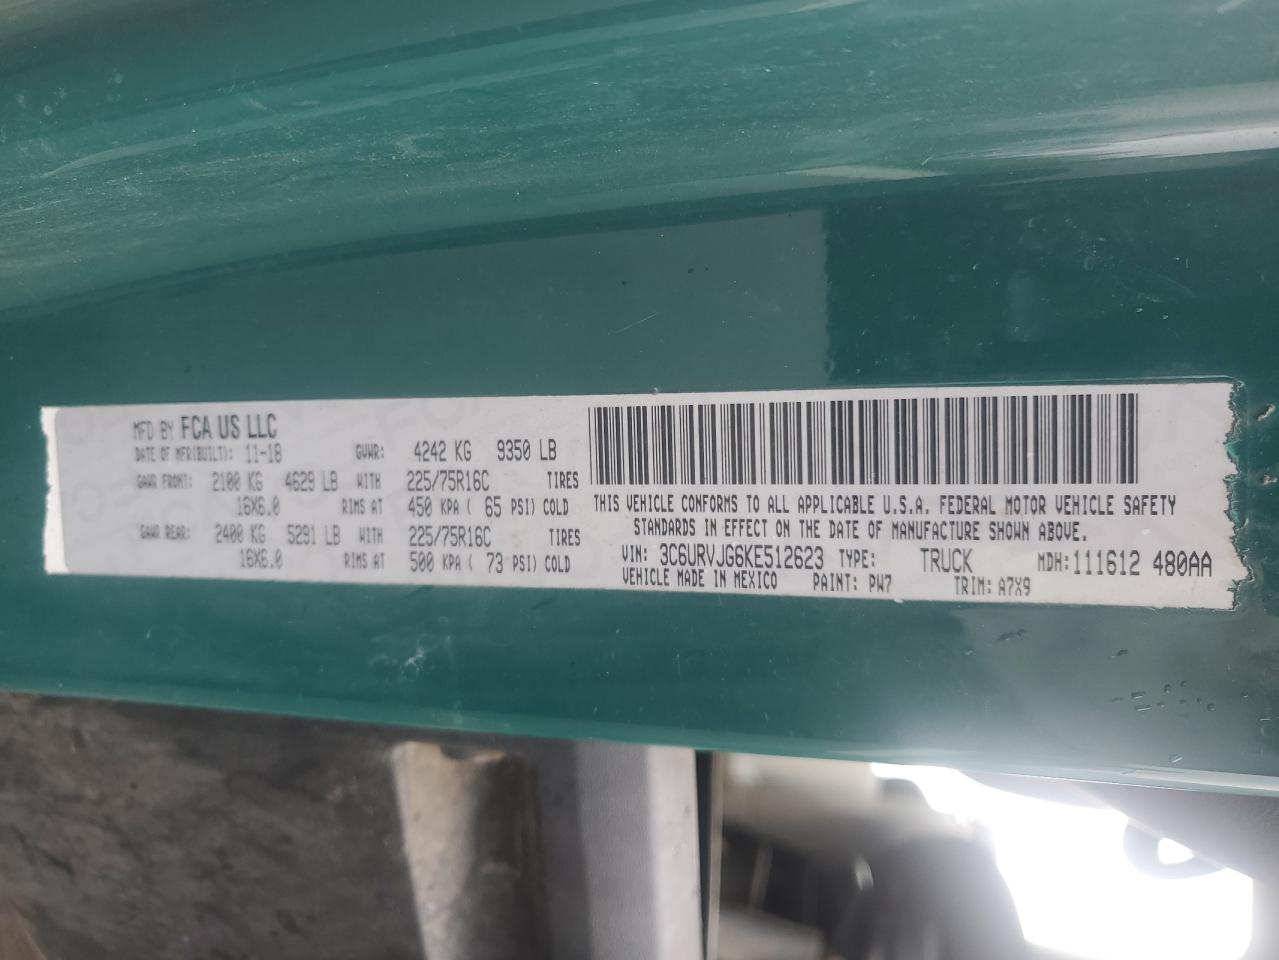 MFD BY FCA US LLC
DATE OF MFR(BUILT): 11-18 GVWR: 4242 KG 9350 LB
GAWR FRONT: 2100 KG 4629 LB WITH 225/75R16C TIRES
16X6.0 RIMS AT 450 KPA ( 65 PSI) COLD
GAWR REAR: 2400 KG 5291 LB WITH 225/75R16C TIRES
16X6.0 RIMS AT 500 KPA ( 73 PSI) COLD
THIS VEHICLE CONFORMS TO ALL APPLICABLE U.S.A. FEDERAL MOTOR VEHICLE SAFETY
STANDARDS IN EFFECT ON THE DATE OF MANUFACTURE SHOWN ABOVE.
VIN: 3C6URVJG6KE512623 TYPE: TRUCK MDH:111612 480AA
VEHICLE MADE IN MEXICO PAINT: PW7 TRIM: A7X9